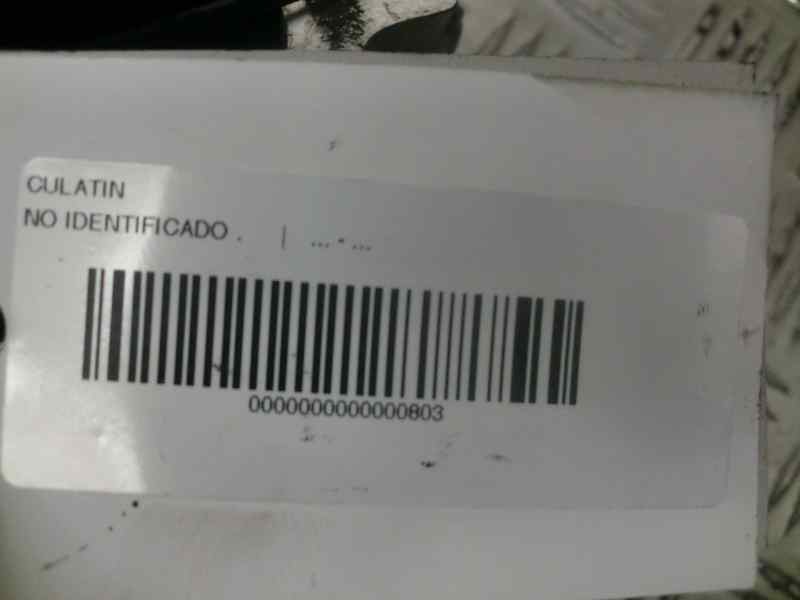 CULATIN
NO IDENTIFICADO . | ... - ...
0000000000000803